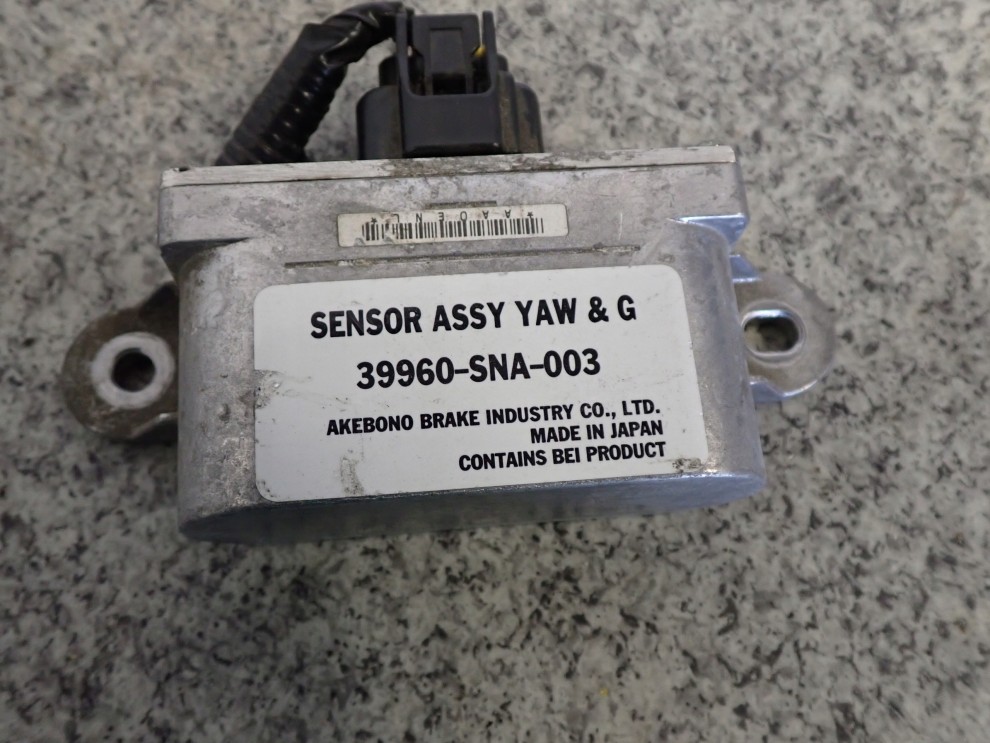 SENSOR ASSY YAW & G
39960-SNA-003
AKEBONO BRAKE INDUSTRY CO., LTD.
MADE IN JAPAN
CONTAINS BEI PRODUCT